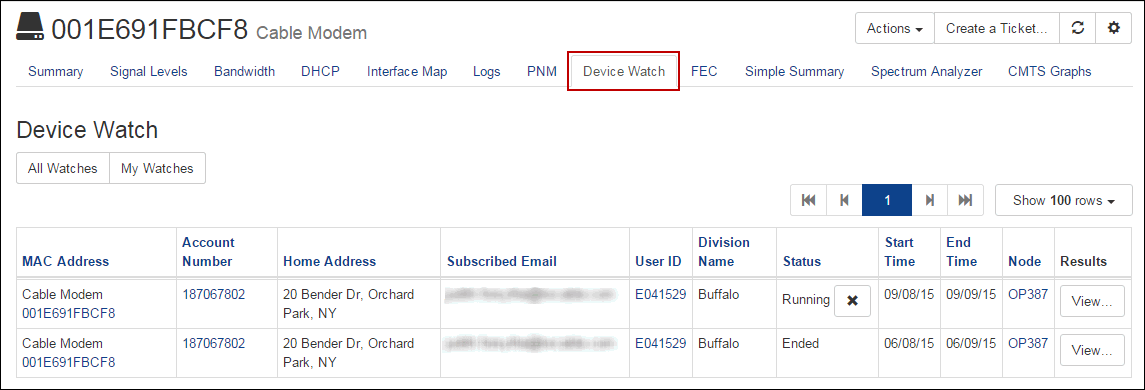 001E691FBCF8 Cable Modem
Actions Create a Ticket...
Summary Signal Levels Bandwidth DHCP Interface Map Logs PNM Device Watch FEC Simple Summary Spectrum Analyzer CMTS Graphs
Device Watch
All Watches My Watches
1 Show 100 rows
MAC Address Account Number Home Address Subscribed Email User ID Division Name Status Start Time End Time Node Results
Cable Modem 001E691FBCF8 187067802 20 Bender Dr, Orchard Park, NY E041529 Buffalo Running 09/08/15 09/09/15 OP387 View...
Cable Modem 001E691FBCF8 187067802 20 Bender Dr, Orchard Park, NY E041529 Buffalo Ended 06/08/15 06/09/15 OP387 View...